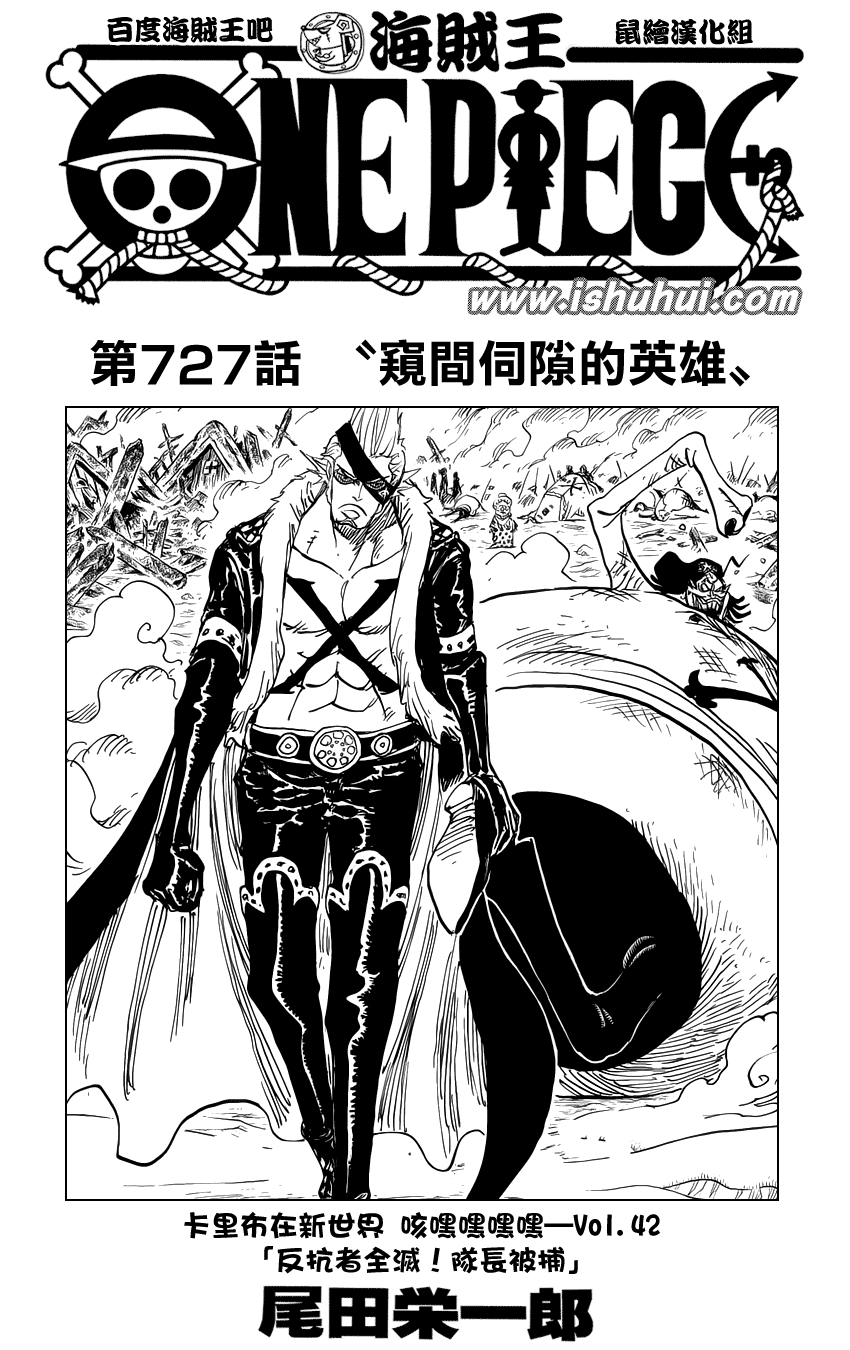 百度海賊王吧
海賊王
鼠繪漢化組
ONE PIECE
www.ishuhui.com
第727話 〝窺間伺隙的英雄〟
卡里布在新世界 咳嘿嘿嘿嘿—Vol.42
「反抗者全滅!隊長被捕」
尾田栄一郎